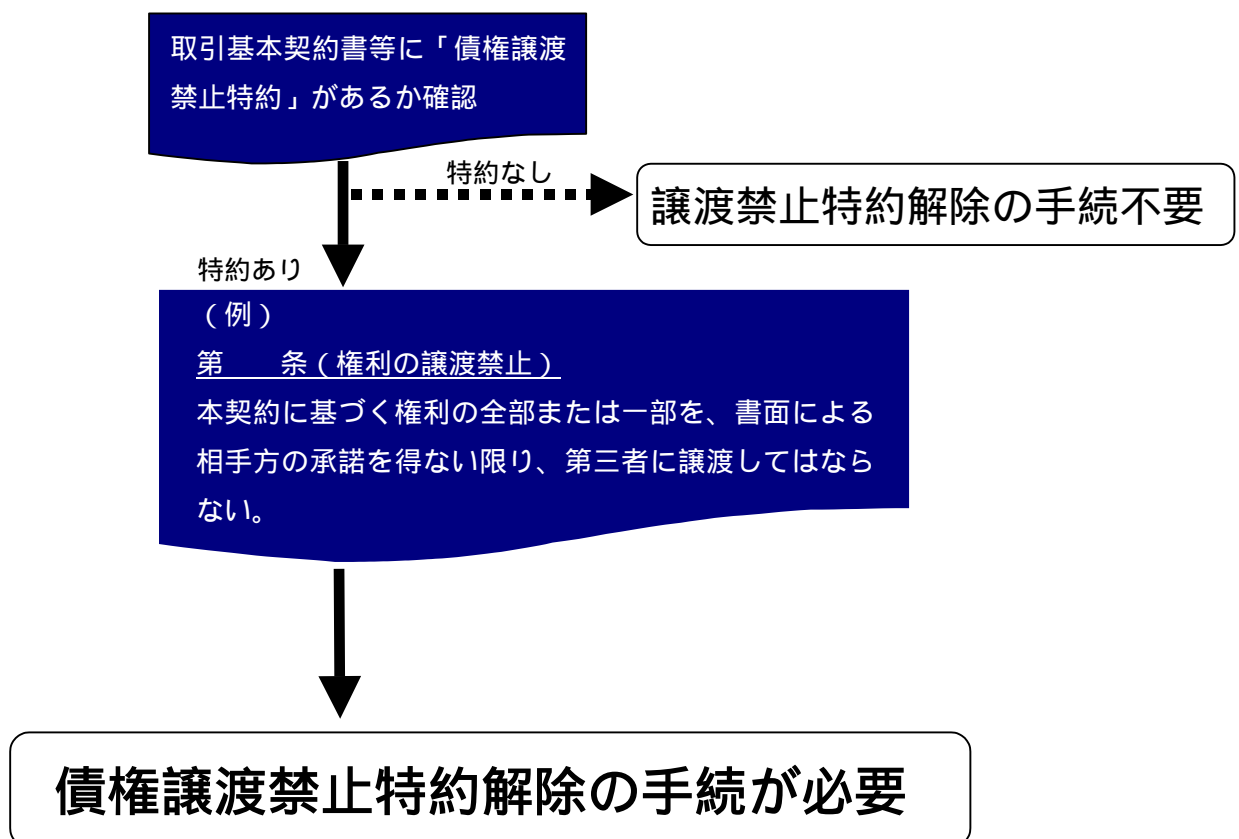 取引基本契約書等に「債権譲渡
禁止特約」があるか確認
特約なし
譲渡禁止特約解除の手続不要
特約あり
（例）
第　　条（権利の譲渡禁止）
本契約に基づく権利の全部または一部を、書面による
相手方の承諾を得ない限り、第三者に譲渡してはなら
ない。
債権譲渡禁止特約解除の手続が必要